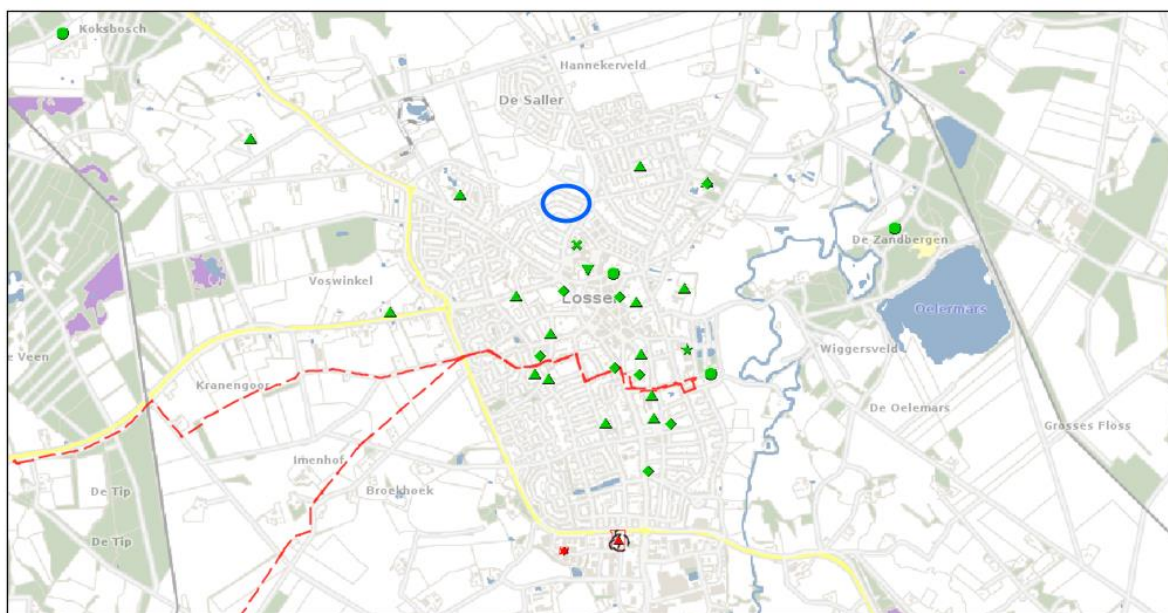 Koksbosch
Hannekerveld
De Saller
De Zandbergen
Voswinkel
Losser
Oelermars
e Veen
Wiggersveld
Kranengoor
De Oelemars
Grosses Floss
Imenhof
De Tip
Broekhoek
De Tip